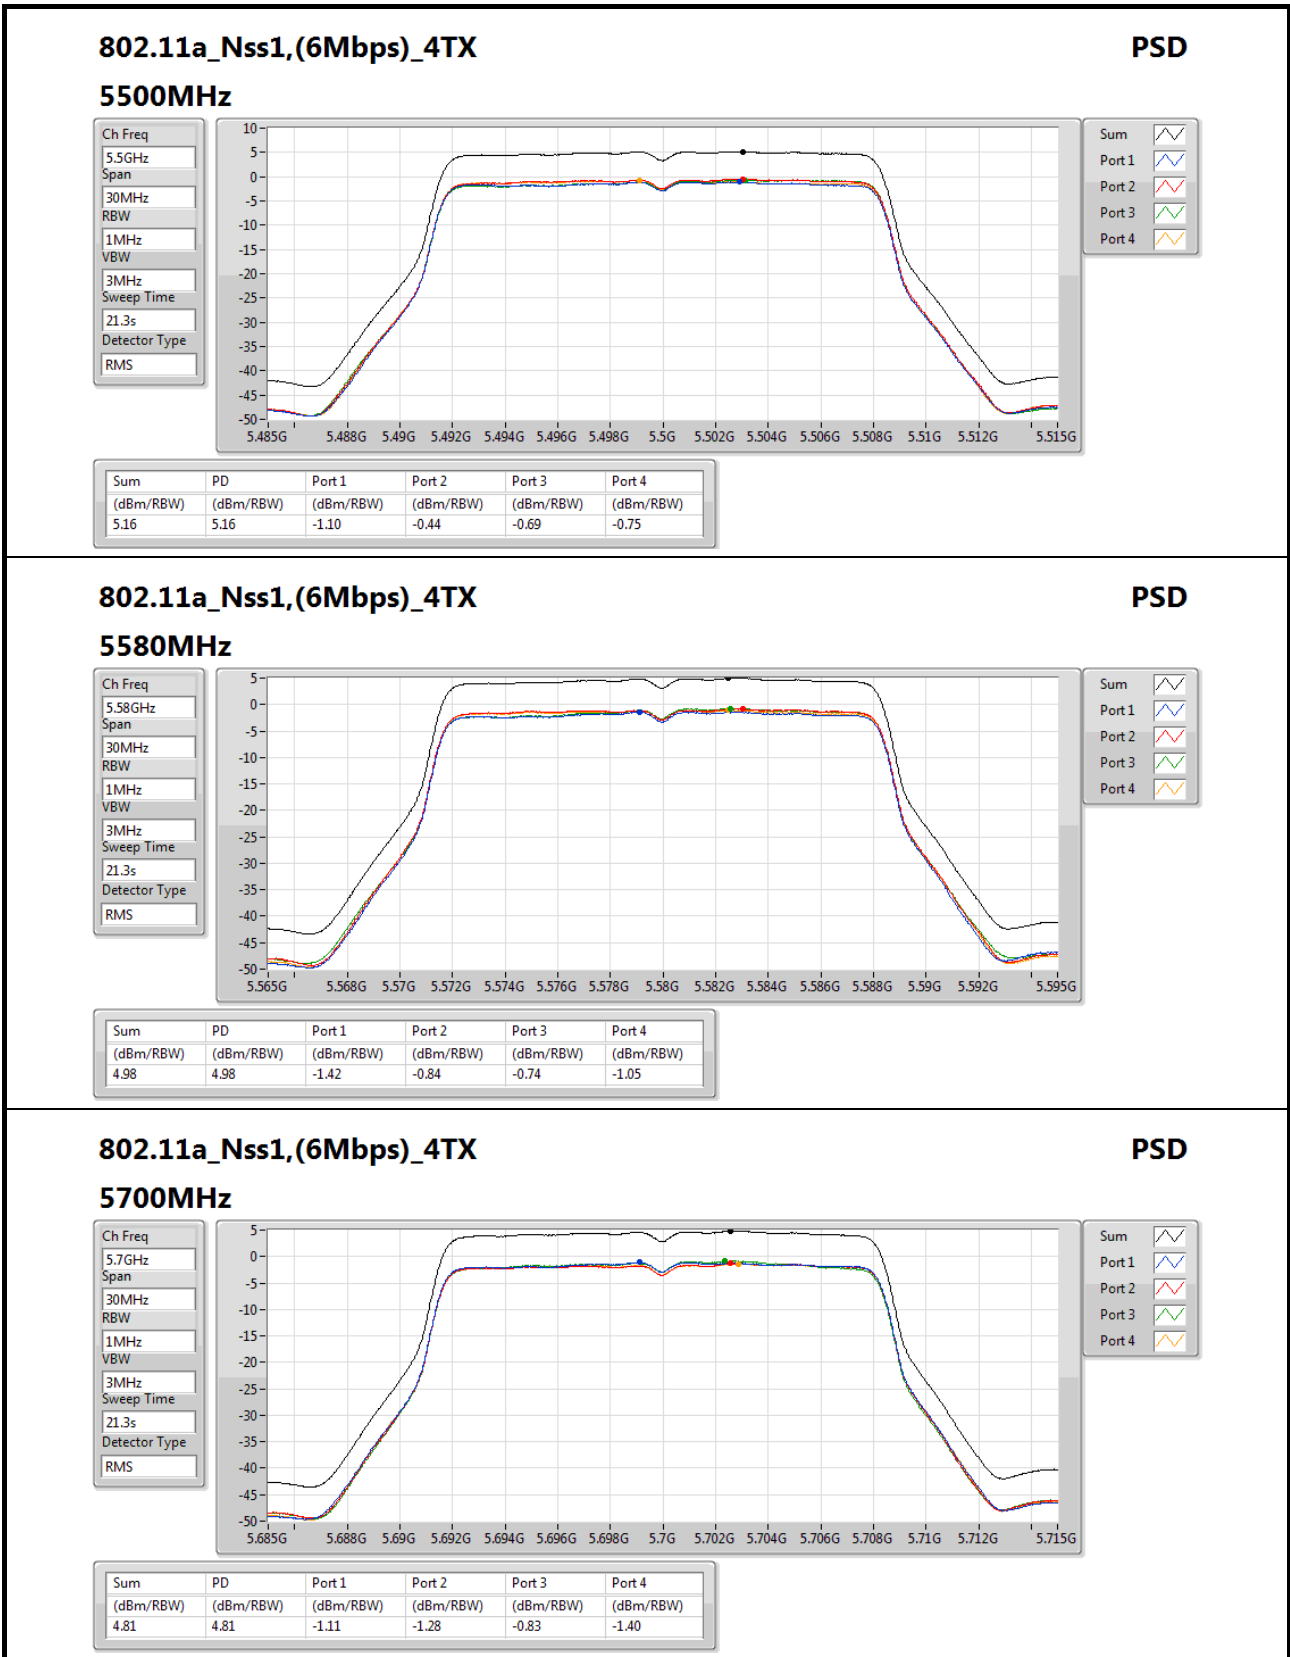 802.11a_Nss1,(6Mbps)_4TX PSD
5500MHz
Ch Freq
5.5GHz
Span
30MHz
RBW
1MHz
VBW
3MHz
Sweep Time
21.3s
Detector Type
RMS
10
5
0
-5
-10
-15
-20
-25
-30
-35
-40
-45
-50
5.485G 5.488G 5.49G 5.492G 5.494G 5.496G 5.498G 5.5G 5.502G 5.504G 5.506G 5.508G 5.51G 5.512G 5.515G
Sum
Port 1
Port 2
Port 3
Port 4
Sum PD Port 1 Port 2 Port 3 Port 4
(dBm/RBW) (dBm/RBW) (dBm/RBW) (dBm/RBW) (dBm/RBW) (dBm/RBW)
5.16 5.16 -1.10 -0.44 -0.69 -0.75
802.11a_Nss1,(6Mbps)_4TX PSD
5580MHz
Ch Freq
5.58GHz
Span
30MHz
RBW
1MHz
VBW
3MHz
Sweep Time
21.3s
Detector Type
RMS
5
0
-5
-10
-15
-20
-25
-30
-35
-40
-45
-50
5.565G 5.568G 5.57G 5.572G 5.574G 5.576G 5.578G 5.58G 5.582G 5.584G 5.586G 5.588G 5.59G 5.592G 5.595G
Sum
Port 1
Port 2
Port 3
Port 4
Sum PD Port 1 Port 2 Port 3 Port 4
(dBm/RBW) (dBm/RBW) (dBm/RBW) (dBm/RBW) (dBm/RBW) (dBm/RBW)
4.98 4.98 -1.42 -0.84 -0.74 -1.05
802.11a_Nss1,(6Mbps)_4TX PSD
5700MHz
Ch Freq
5.7GHz
Span
30MHz
RBW
1MHz
VBW
3MHz
Sweep Time
21.3s
Detector Type
RMS
5
0
-5
-10
-15
-20
-25
-30
-35
-40
-45
-50
5.685G 5.688G 5.69G 5.692G 5.694G 5.696G 5.698G 5.7G 5.702G 5.704G 5.706G 5.708G 5.71G 5.712G 5.715G
Sum
Port 1
Port 2
Port 3
Port 4
Sum PD Port 1 Port 2 Port 3 Port 4
(dBm/RBW) (dBm/RBW) (dBm/RBW) (dBm/RBW) (dBm/RBW) (dBm/RBW)
4.81 4.81 -1.11 -1.28 -0.83 -1.40